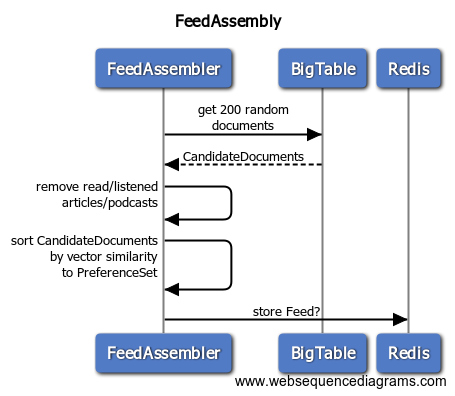 FeedAssembly
FeedAssembler
BigTable
Redis
get 200 random
documents
CandidateDocuments
remove read/listened
articles/podcasts
sort CandidateDocuments
by vector similarity
to PreferenceSet
store Feed?
FeedAssembler
BigTable
Redis
www.websequencediagrams.com